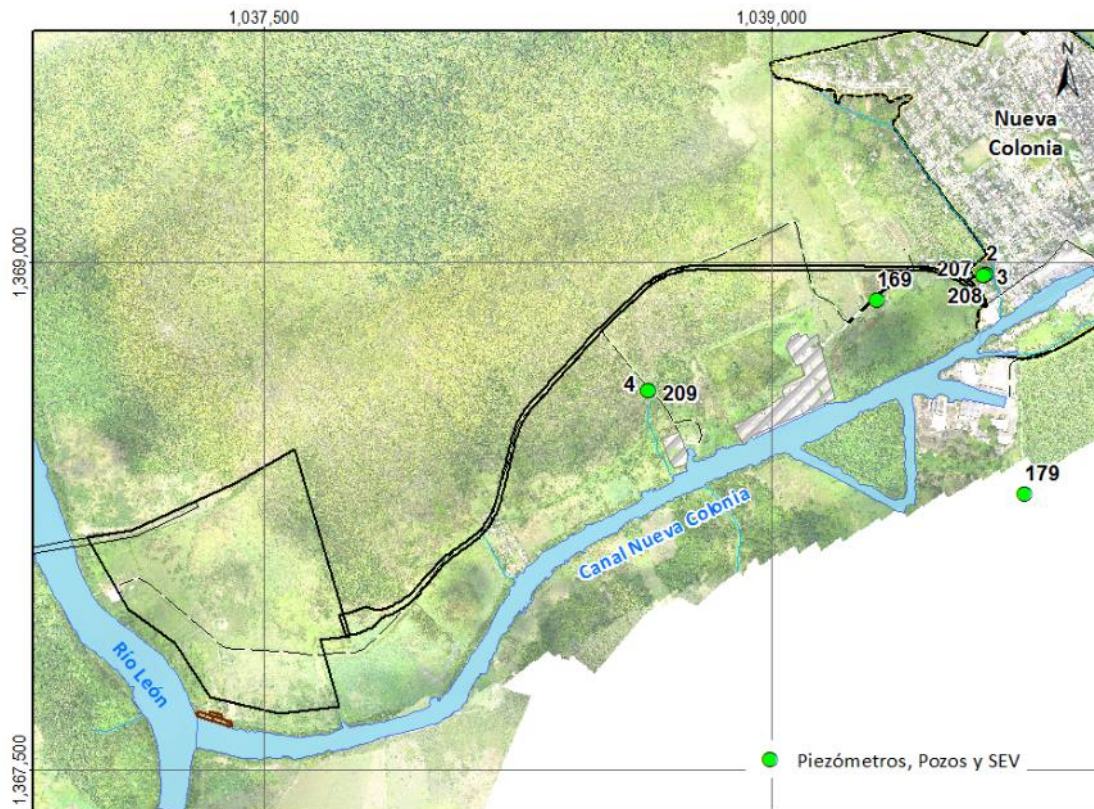 1,037,500
1,039,000
N
Nueva
Colonia
1,369,000
2
207
3
169
208
4
209
179
Canal Nueva Colonia
Río León
1,367,500
Piezómetros, Pozos y SEV